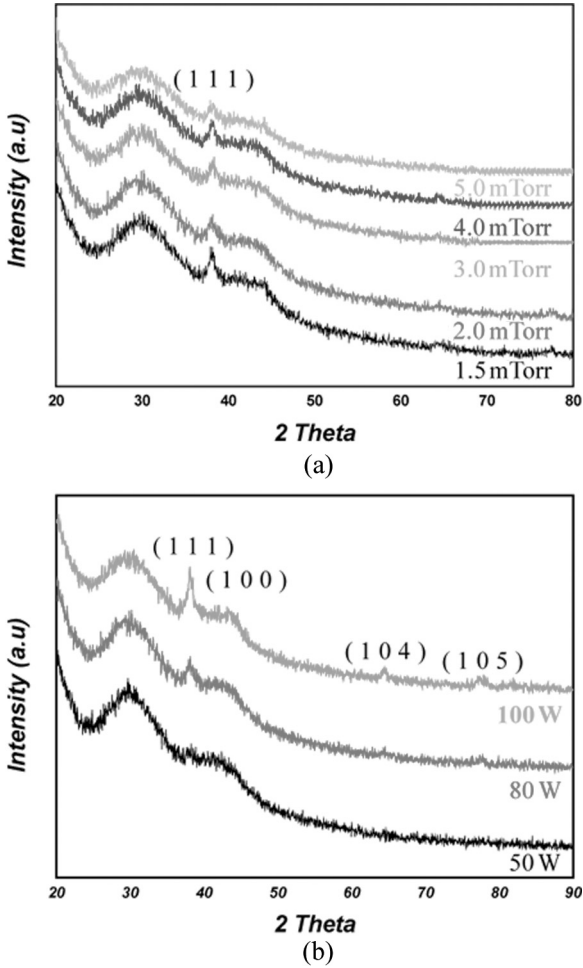 Intensity (a.u)
( 1 1 1 )
5.0 mTorr
4.0 mTorr
3.0 mTorr
2.0 mTorr
1.5 mTorr
20 30 40 50 60 70 80
2 Theta
(a)
Intensity (a.u)
( 1 1 1 )
( 1 0 0 )
( 1 0 4 ) ( 1 0 5 )
100 W
80 W
50 W
20 30 40 50 60 70 80 90
2 Theta
(b)